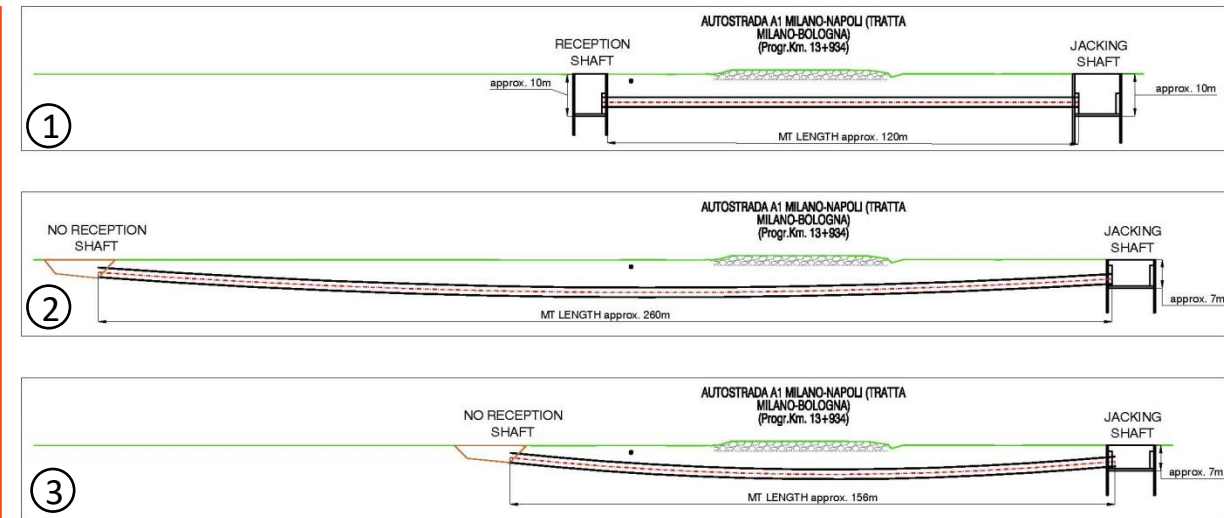 AUTOSTRADA A1 MILANO-NAPOLI (TRATTA
MILANO-BOLOGNA)
(Progr.Km. 13+934)
RECEPTION
SHAFT
JACKING
SHAFT
approx. 10m
approx. 10m
1
MT LENGTH approx. 120m
AUTOSTRADA A1 MILANO-NAPOLI (TRATTA
MILANO-BOLOGNA)
(Progr.Km. 13+934)
NO RECEPTION
SHAFT
JACKING
SHAFT
approx. 7m
2
MT LENGTH approx. 260m
AUTOSTRADA A1 MILANO-NAPOLI (TRATTA
MILANO-BOLOGNA)
(Progr.Km. 13+934)
NO RECEPTION
SHAFT
JACKING
SHAFT
approx. 7m
3
MT LENGTH approx. 156m